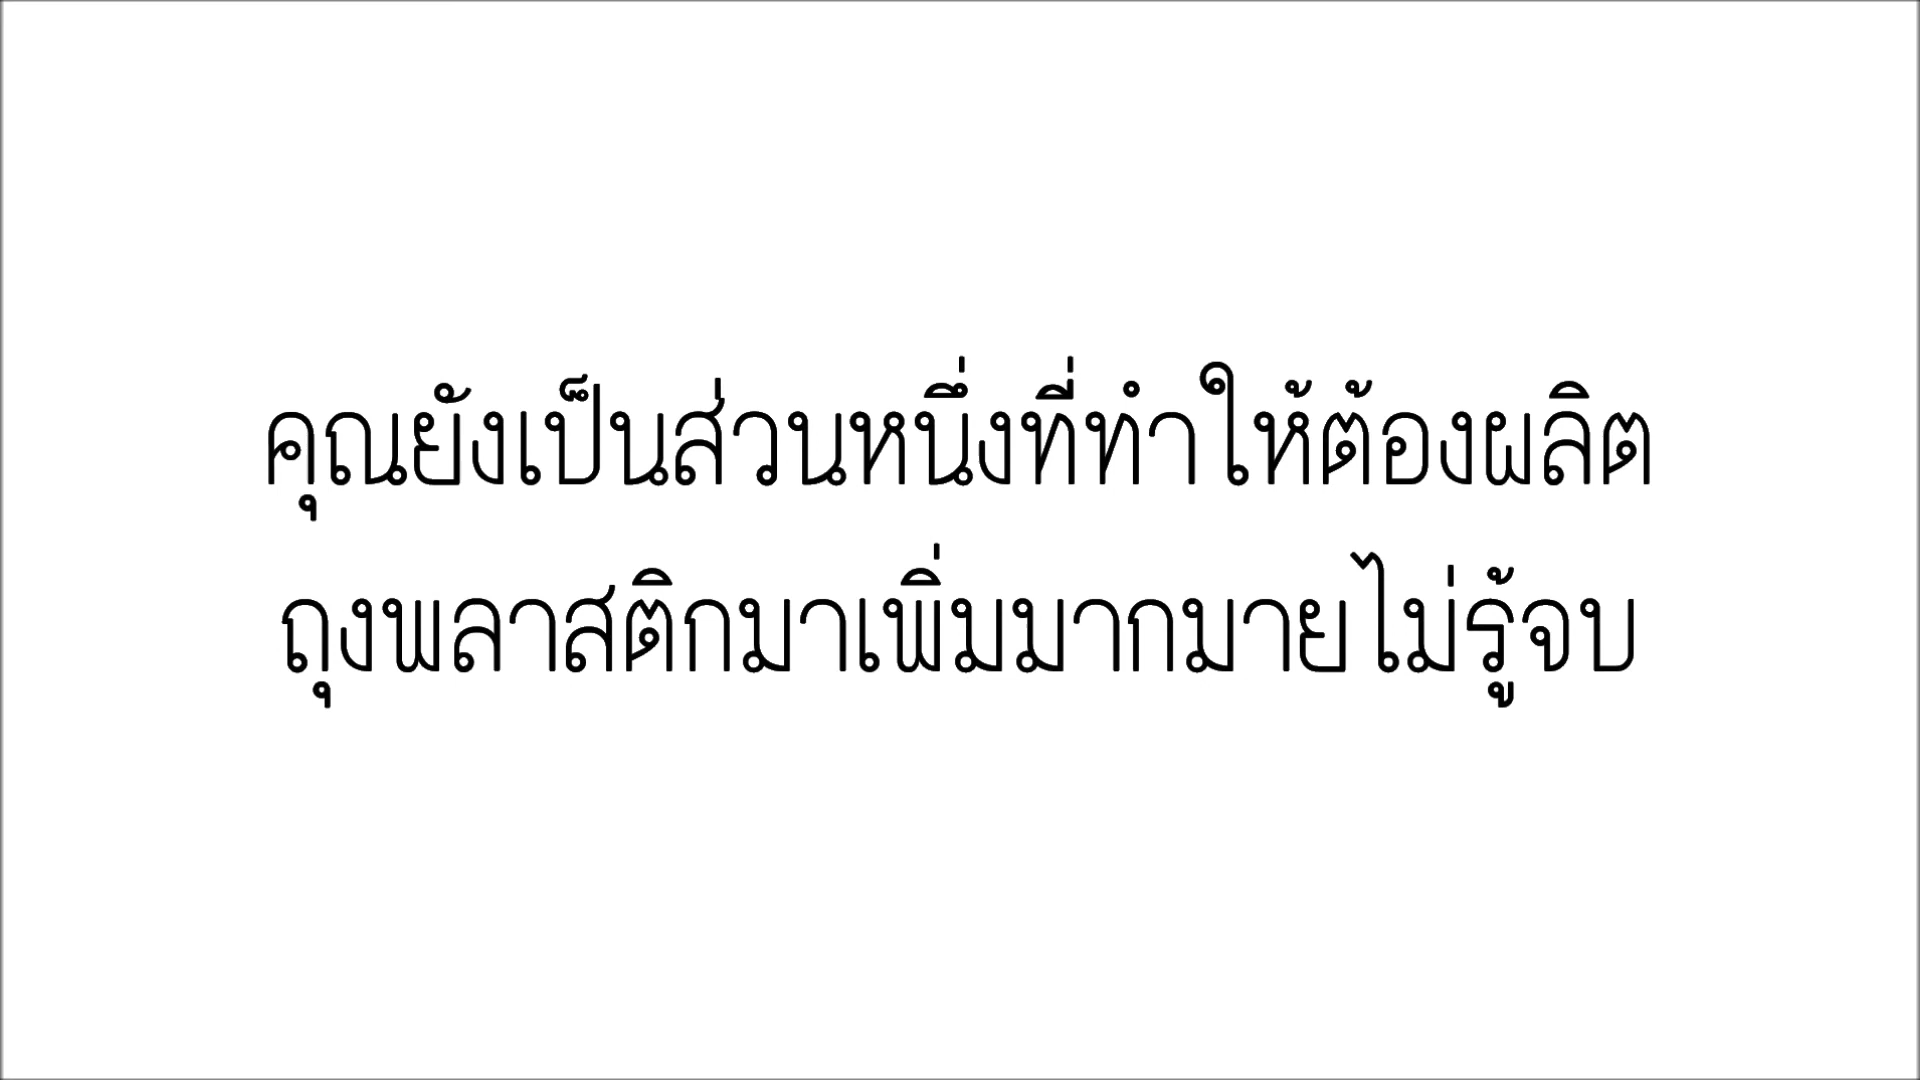 คุณยังเป็นส่วนหนึ่งที่ทำให้ต้องผลิต
ถุงพลาสติกมาเพิ่มมากมายไม่รู้จบ